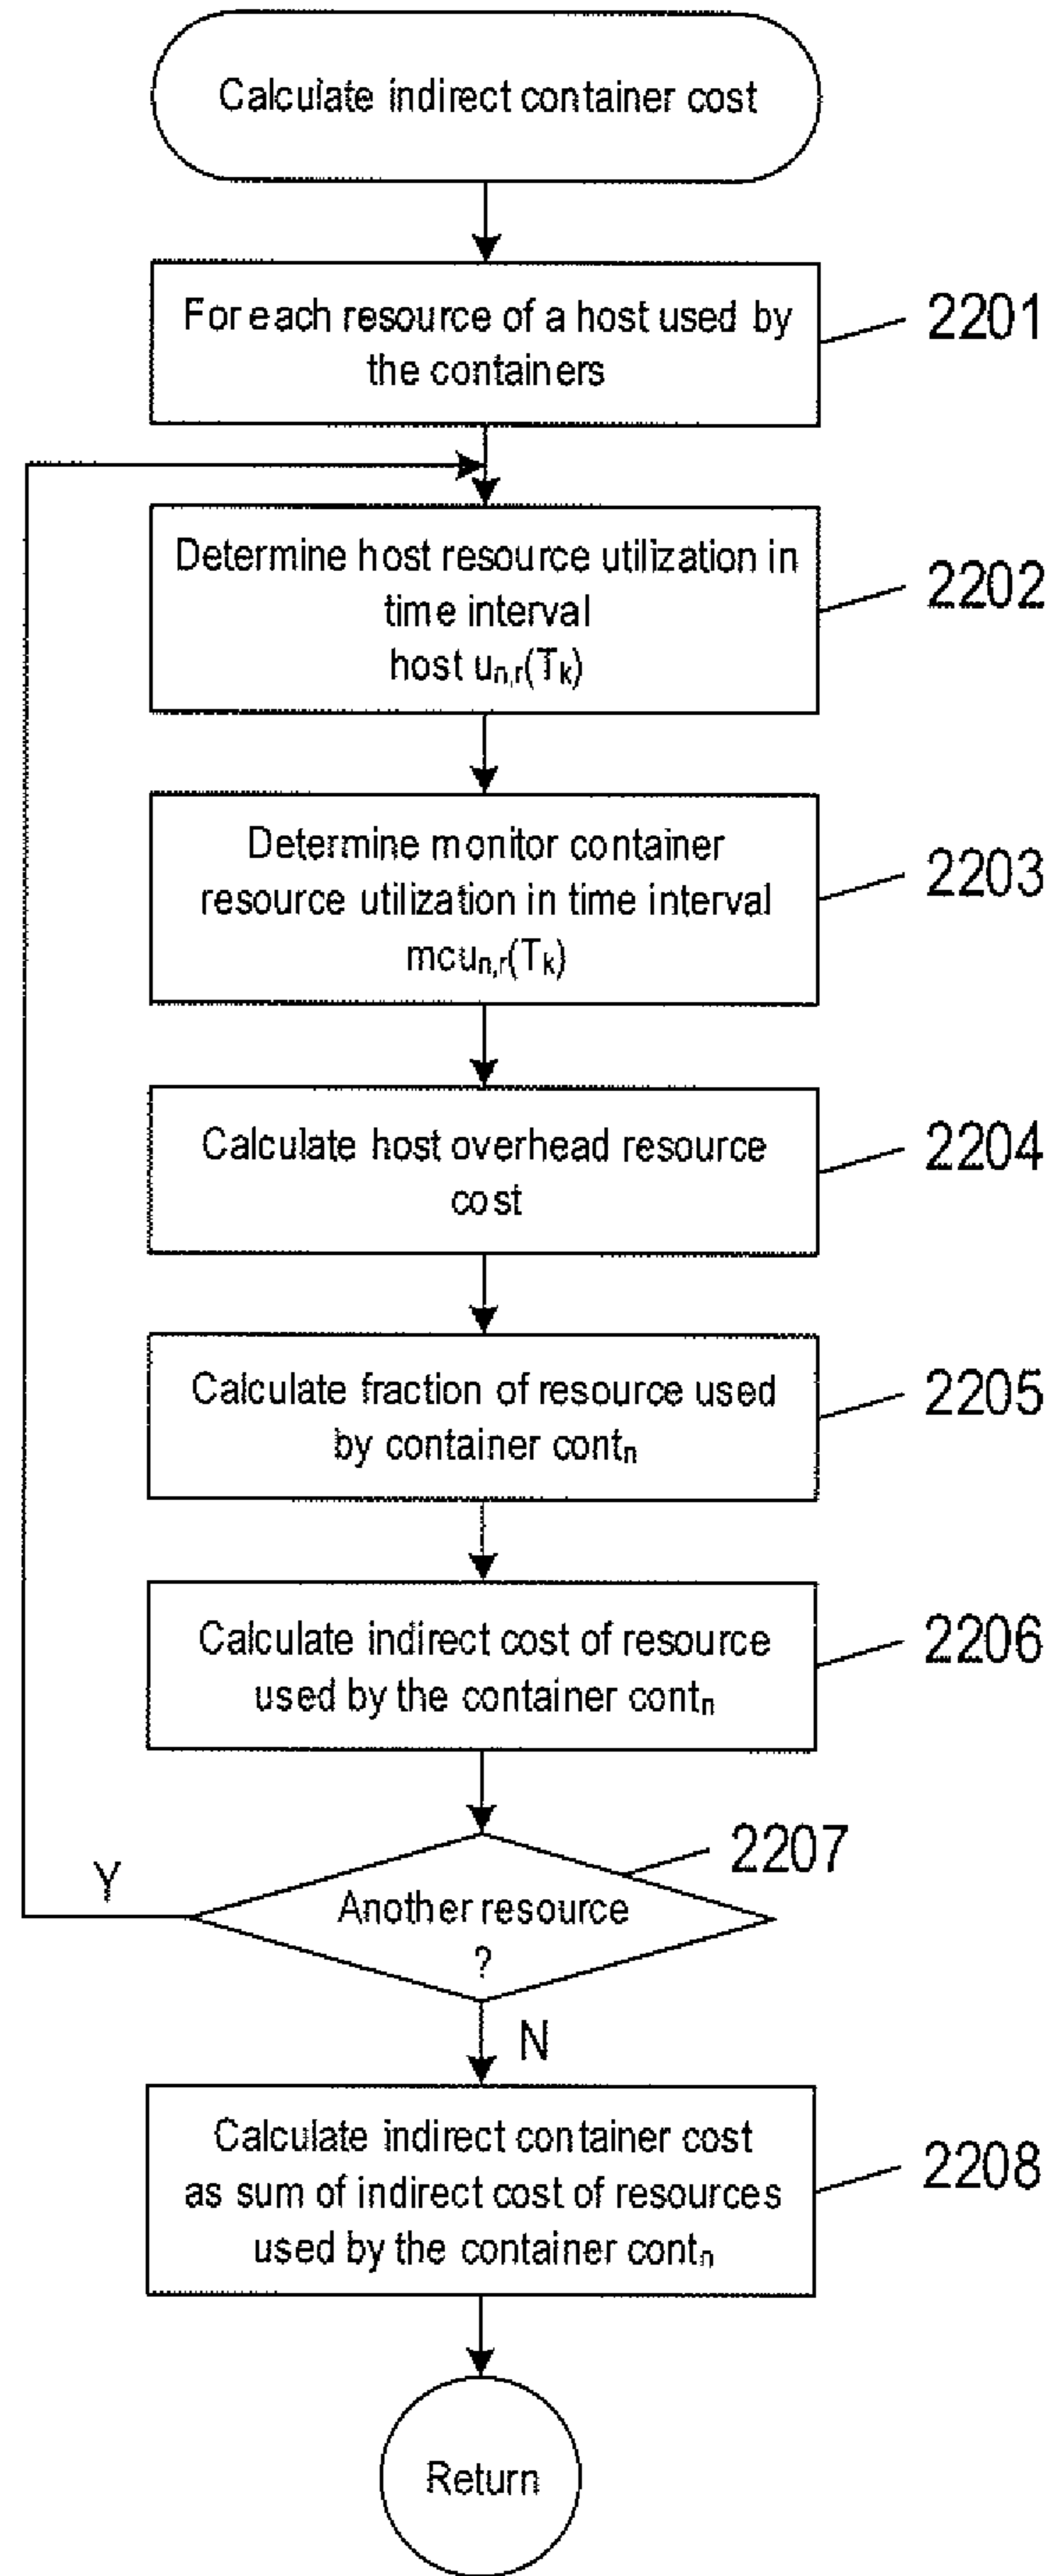 Calculate indirect container cost
For each resource of a host used by
the containers
2201
Determine host resource utilization in
time interval
host uₙ,ᵣ(Tₖ)
2202
Determine monitor container
resource utilization in time interval
mcuₙ,ᵣ(Tₖ)
2203
Calculate host overhead resource
cost
2204
Calculate fraction of resource used
by container contₙ
2205
Calculate indirect cost of resource
used by the container contₙ
2206
Another resource
?
2207
Y
N
Calculate indirect container cost
as sum of indirect cost of resources
used by the container contₙ
2208
Return